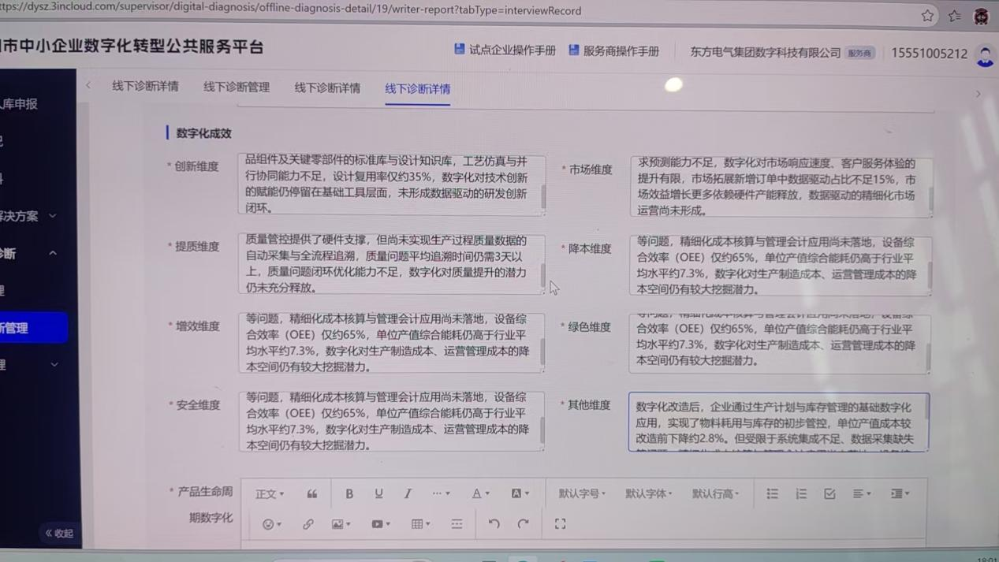 ttps://dysz.3incloud.com/supervisor/digital-diagnosis/offline-diagnosis-detail/19/writer-report?tabType=interviewRecord
市中小企业数字化转型公共服务平台
试点企业操作手册
服务商操作手册
东方电气集团数字科技有限公司
服务商
15551005212
库申报
线下诊断详情
线下诊断管理
线下诊断详情
线下诊断详情
数字化成效
* 创新维度
品组件及关键零部件的标准库与设计知识库，工艺仿真与并
行协同能力不足，设计复用率仅约35%，数字化对技术创新
的赋能仍停留在基础工具层面，未形成数据驱动的研发创新
闭环。
* 市场维度
求预测能力不足，数字化对市场响应速度、客户服务体验的
提升有限，市场拓展新增订单中数据驱动占比不足15%，市
场效益增长更多依赖硬件产能释放，数据驱动的精细化市场
运营尚未形成。
决方案
断
理
断管理
理
* 提质维度
质量管控提供了硬件支撑，但尚未实现生产过程质量数据的
自动采集与全流程追溯，质量问题平均追溯时间仍需3天以
上，质量问题闭环优化能力不足，数字化对质量提升的潜力
仍未充分释放。
* 降本维度
等问题，精细化成本核算与管理会计应用尚未落地，设备综
合效率（OEE）仅约65%，单位产值综合能耗仍高于行业平
均水平约7.3%，数字化对生产制造成本、运营管理成本的降
本空间仍有较大挖掘潜力。
* 增效维度
等问题，精细化成本核算与管理会计应用尚未落地，设备综
合效率（OEE）仅约65%，单位产值综合能耗仍高于行业平
均水平约7.3%，数字化对生产制造成本、运营管理成本的降
本空间仍有较大挖掘潜力。
* 绿色维度
等问题，精细化成本核算与管理会计应用尚未落地，设备综
合效率（OEE）仅约65%，单位产值综合能耗仍高于行业平
均水平约7.3%，数字化对生产制造成本、运营管理成本的降
本空间仍有较大挖掘潜力。
* 安全维度
等问题，精细化成本核算与管理会计应用尚未落地，设备综
合效率（OEE）仅约65%，单位产值综合能耗仍高于行业平
均水平约7.3%，数字化对生产制造成本、运营管理成本的降
本空间仍有较大挖掘潜力。
* 其他维度
数字化改造后，企业通过生产计划与库存管理的基础数字化
应用，实现了物料耗用与库存的初步管控，单位产值成本较
改造前下降约2.8%。但受限于系统集成不足、数据采集缺失
* 产品生命周
期数字化
正文
B
U
I
A
A
默认字号
默认字体
默认行高
收起
18:01